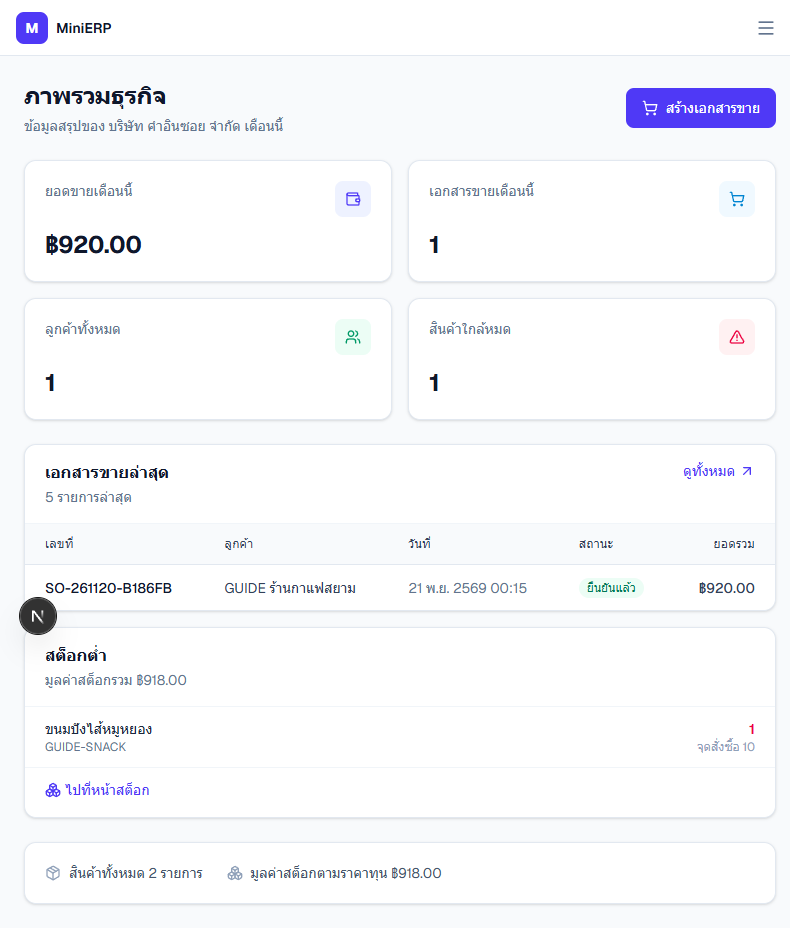 M MiniERP
ภาพรวมธุรกิจ
ข้อมูลสรุปของ บริษัท ศาอินซอย จำกัด เดือนนี้
สร้างเอกสารขาย
ยอดขายเดือนนี้
฿920.00
เอกสารขายเดือนนี้
1
ลูกค้าทั้งหมด
1
สินค้าใกล้หมด
1
เอกสารขายล่าสุด
5 รายการล่าสุด
ดูทั้งหมด
เลขที่ ลูกค้า วันที่ สถานะ ยอดรวม
SO-261120-B186FB GUIDE ร้านกาแฟสยาม 21 พ.ย. 2569 00:15 ยืนยันแล้ว ฿920.00
N
สต็อกต่ำ
มูลค่าสต็อกรวม ฿918.00
ขนมปังไส้หมูหยอง 1
GUIDE-SNACK จุดสั่งซื้อ 10
ไปที่หน้าสต็อก
สินค้าทั้งหมด 2 รายการ มูลค่าสต็อกตามราคาทุน ฿918.00